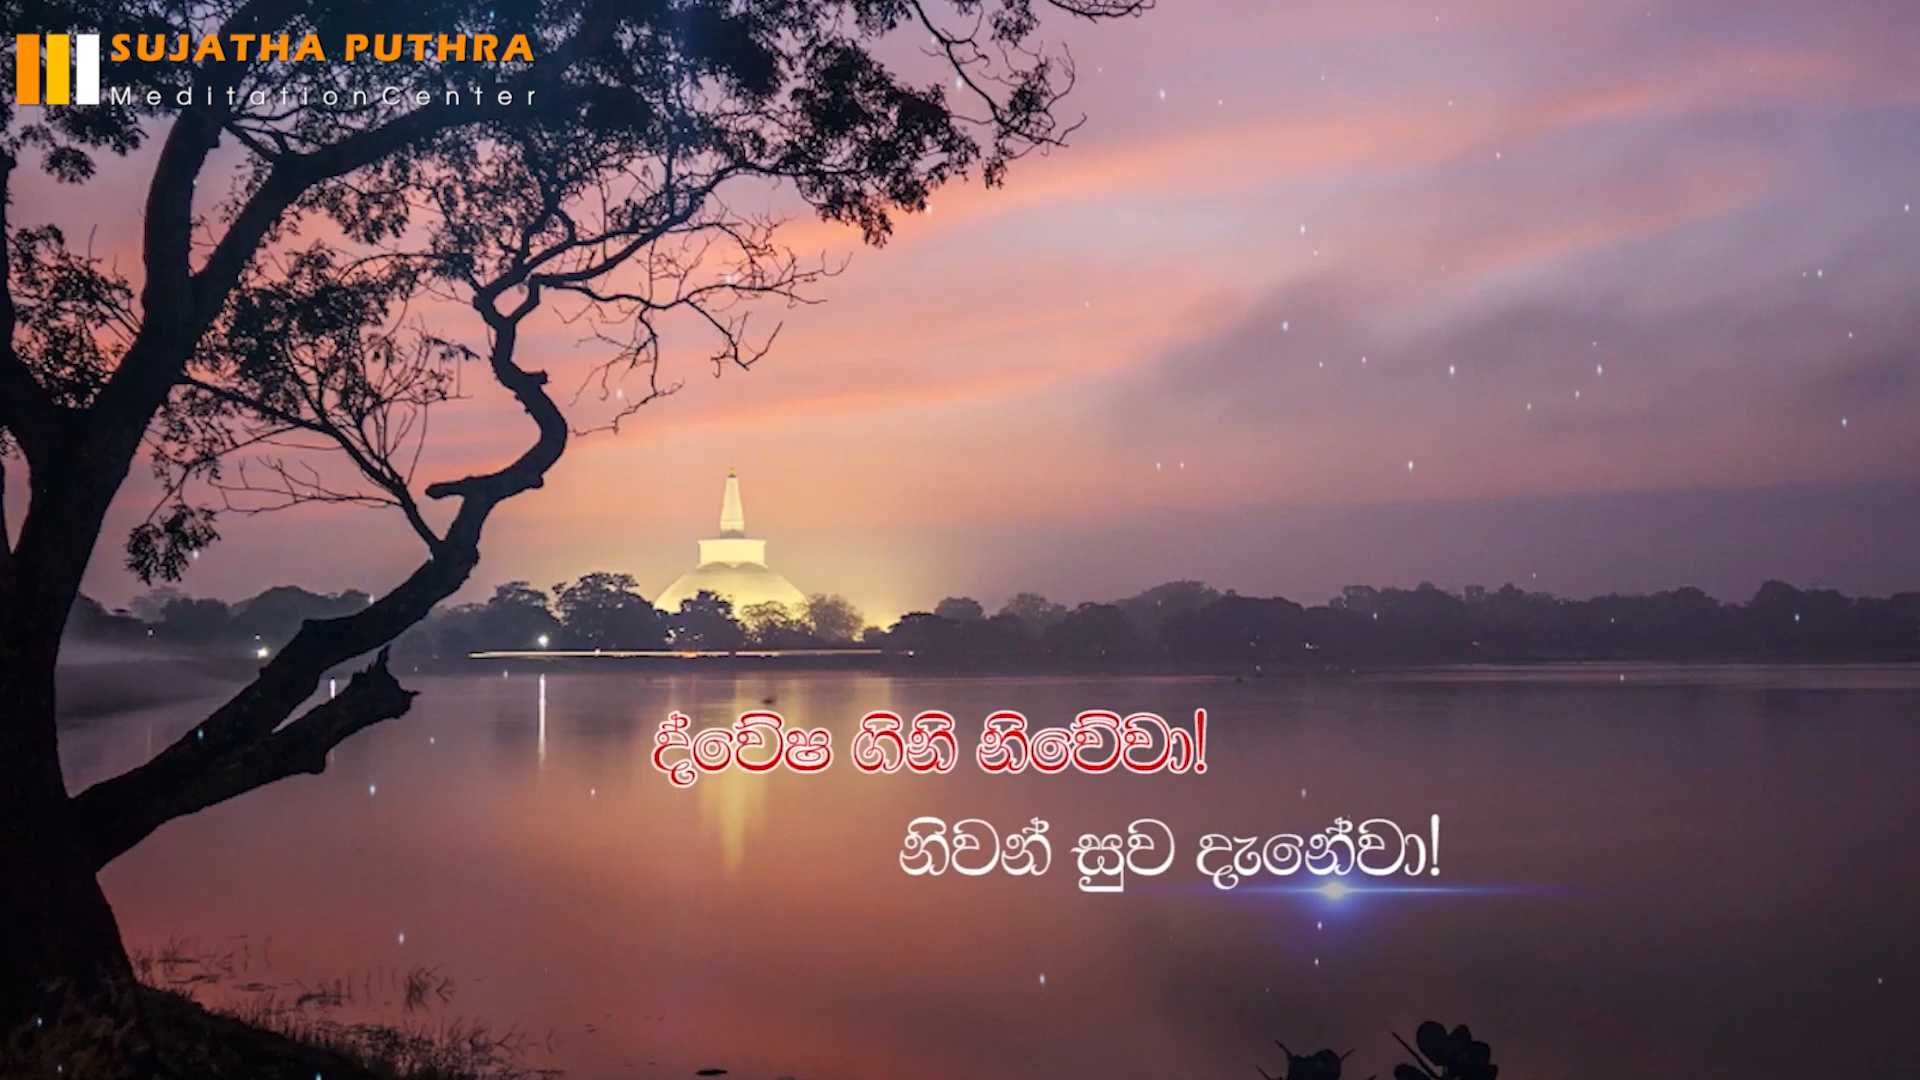 SUJATHA PUTHRA
MeditationCenter
ද්වේෂ ගිනි නිවේවා!
නිවන් සුව දැනේවා!